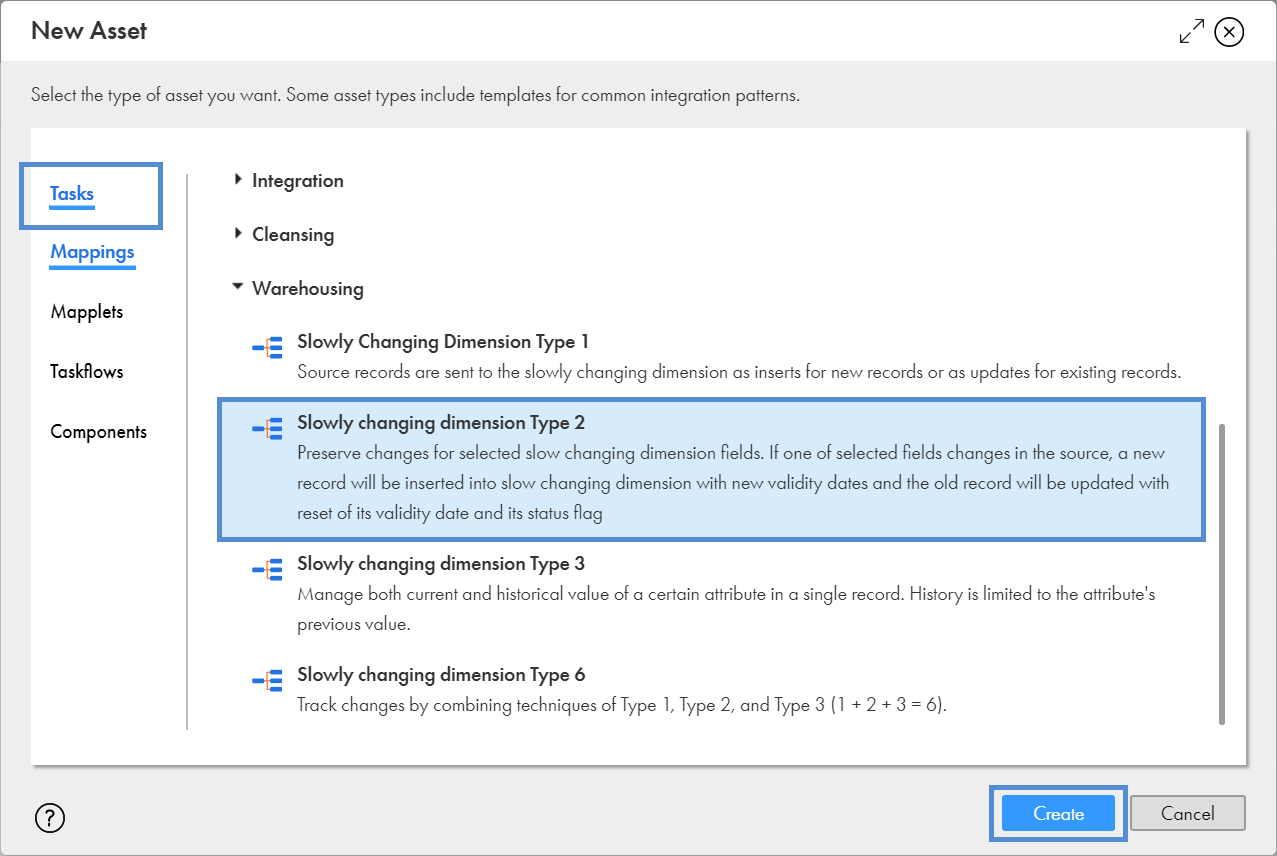 New Asset
Select the type of asset you want. Some asset types include templates for common integration patterns.
Tasks
Mappings
Mapplets
Taskflows
Components
Integration
Cleansing
Warehousing
Slowly Changing Dimension Type 1
Source records are sent to the slowly changing dimension as inserts for new records or as updates for existing records.
Slowly changing dimension Type 2
Preserve changes for selected slow changing dimension fields. If one of selected fields changes in the source, a new
record will be inserted into slow changing dimension with new validity dates and the old record will be updated with
reset of its validity date and its status flag
Slowly changing dimension Type 3
Manage both current and historical value of a certain attribute in a single record. History is limited to the attribute's
previous value.
Slowly changing dimension Type 6
Track changes by combining techniques of Type 1, Type 2, and Type 3 (1 + 2 + 3 = 6).
?
Create
Cancel